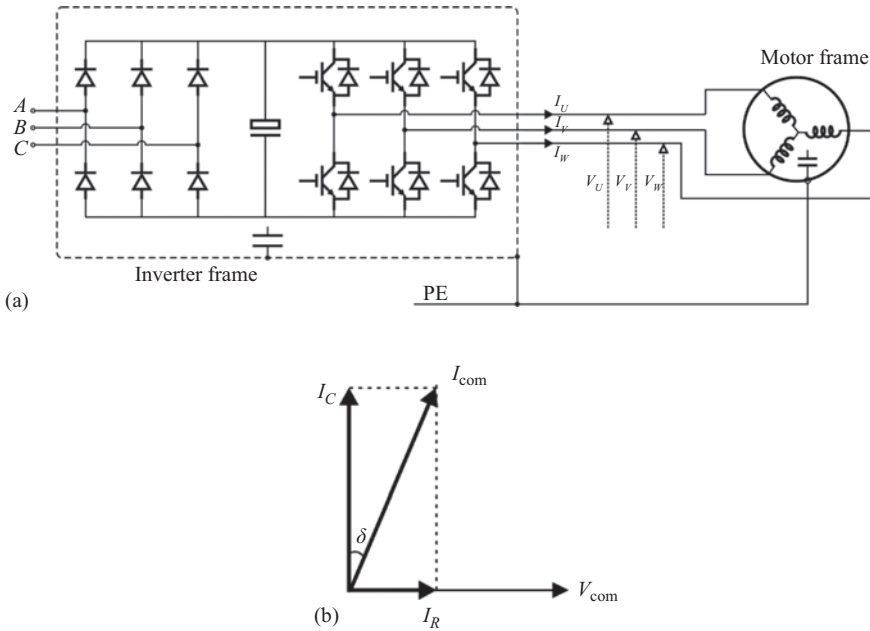 Motor frame
A
B
C
I_U
I_V
I_W
V_U
V_V
V_W
Inverter frame
PE
(a)
I_C
I_com
δ
V_com
I_R
(b)